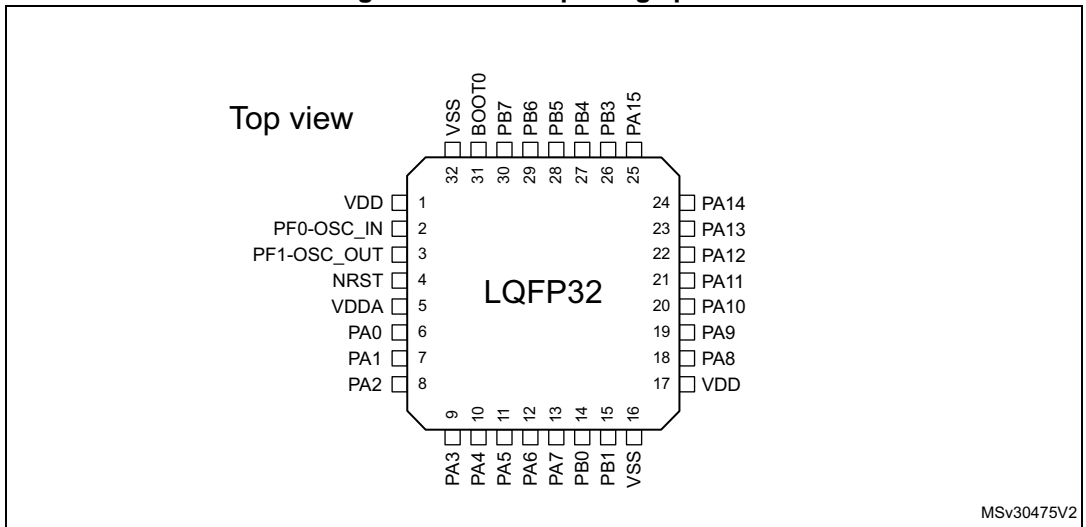 Top view
VSS
BOOT0
PB7
PB6
PB5
PB4
PB3
PA15
32
31
30
29
28
27
26
25
VDD 1
PF0-OSC_IN 2
PF1-OSC_OUT 3
NRST 4
VDDA 5
PA0 6
PA1 7
PA2 8
LQFP32
24 PA14
23 PA13
22 PA12
21 PA11
20 PA10
19 PA9
18 PA8
17 VDD
9
10
11
12
13
14
15
16
PA3
PA4
PA5
PA6
PA7
PB0
PB1
VSS
MSv30475V2